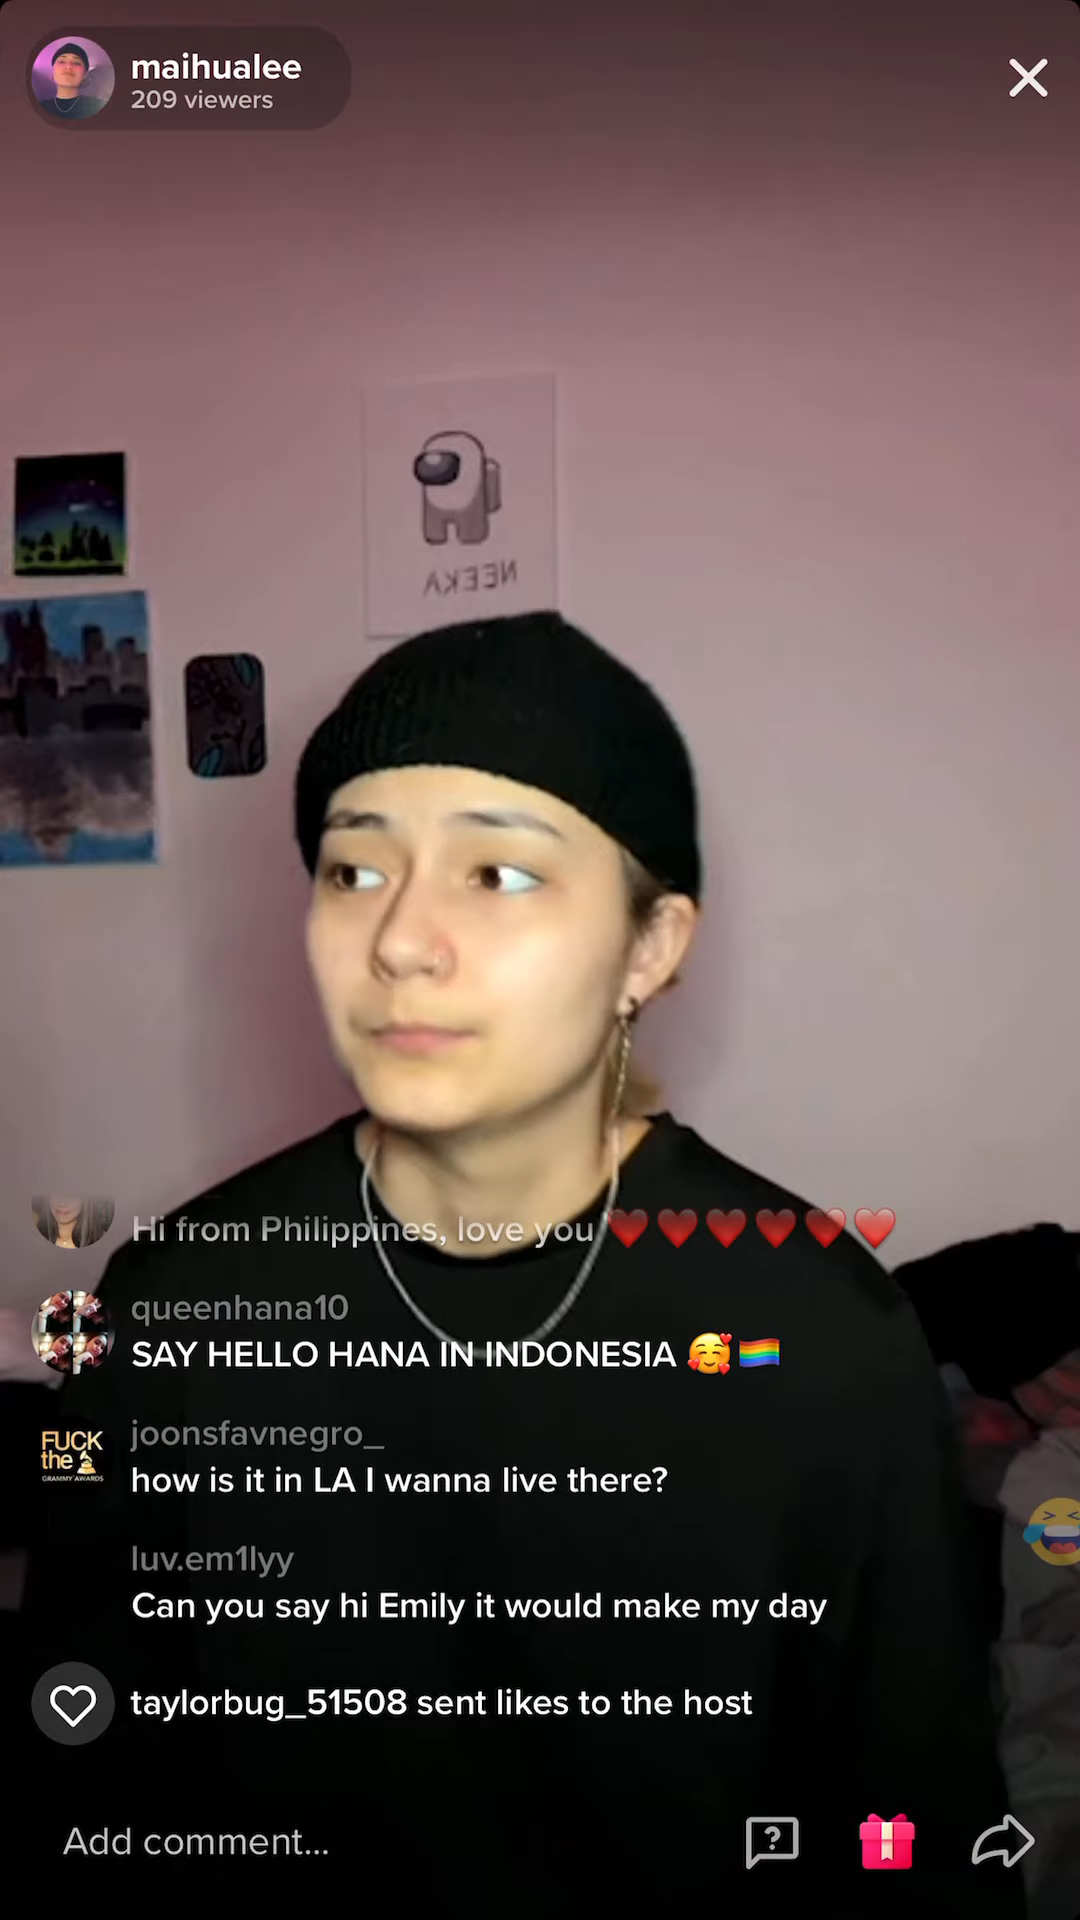 maihualee
209 viewers
NEEKA
Hi from Philippines, love you ❤️❤️❤️❤️❤️❤️
queenhana10
SAY HELLO HANA IN INDONESIA 🥰🏳️‍🌈
FUCK
the
GRAMMY AWARDS
joonsfavnegro_
how is it in LA I wanna live there?
luv.em1lyy
Can you say hi Emily it would make my day
taylorbug_51508 sent likes to the host
Add comment...
?